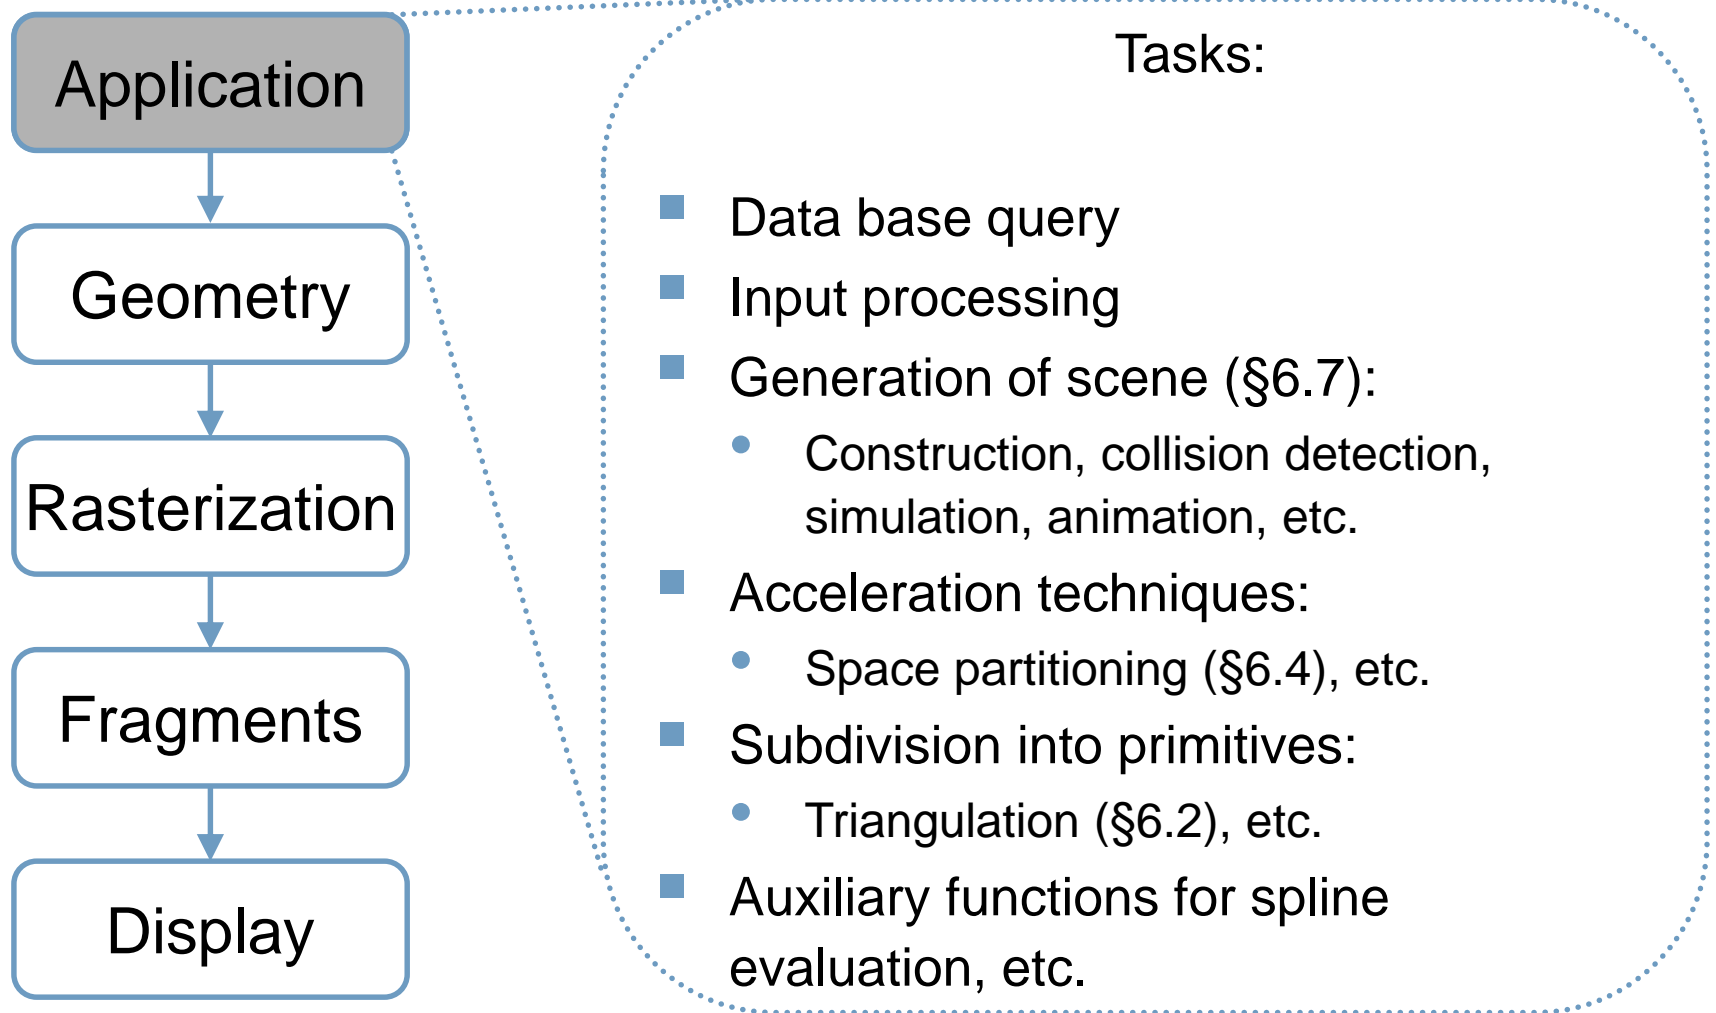 Application
Geometry
Rasterization
Fragments
Display
Tasks:
Data base query
Input processing
Generation of scene (§6.7):
Construction, collision detection,
simulation, animation, etc.
Acceleration techniques:
Space partitioning (§6.4), etc.
Subdivision into primitives:
Triangulation (§6.2), etc.
Auxiliary functions for spline
evaluation, etc.